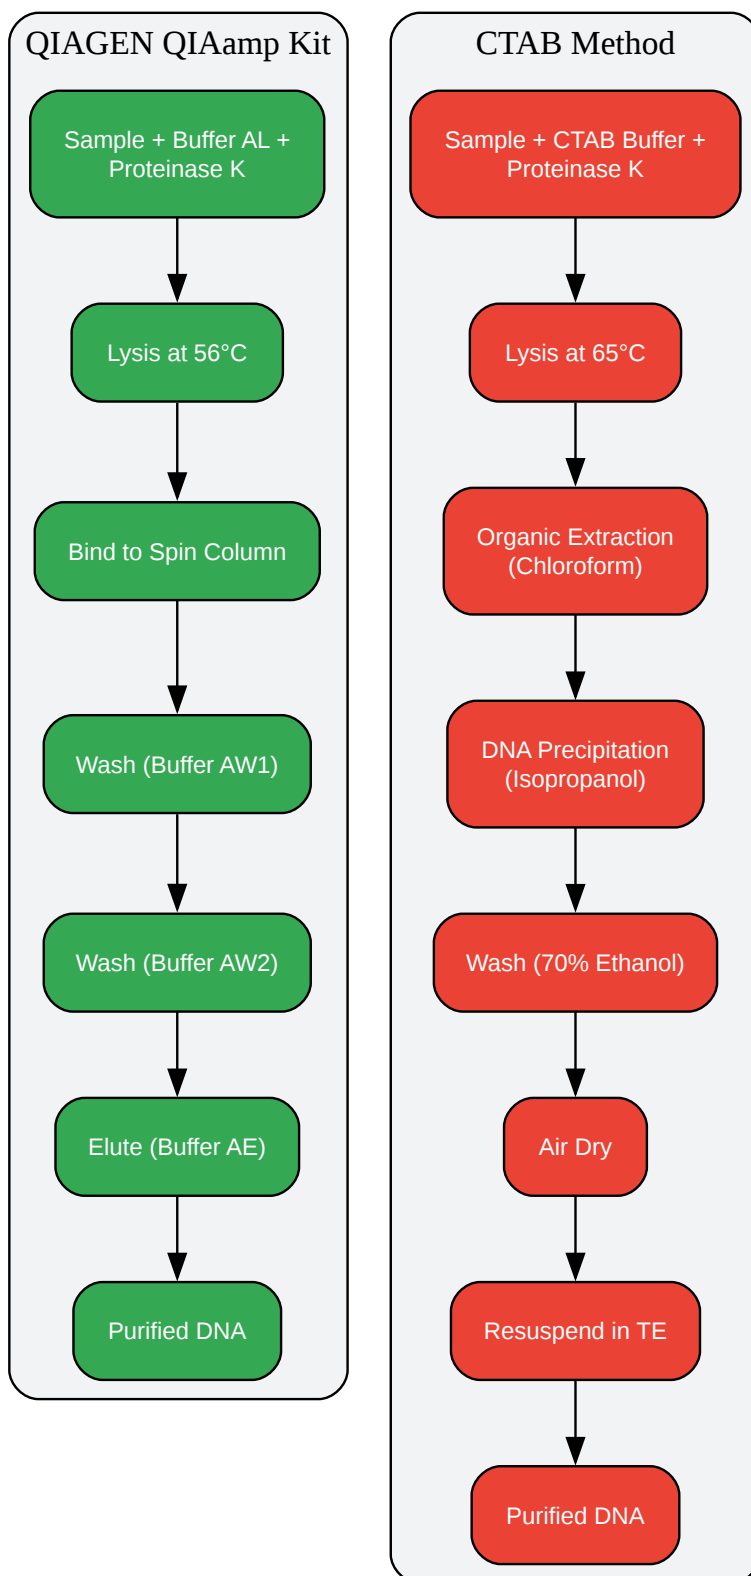 QIAGEN QIAamp Kit
Sample + Buffer AL +
Proteinase K
Lysis at 56°C
Bind to Spin Column
Wash (Buffer AW1)
Wash (Buffer AW2)
Elute (Buffer AE)
Purified DNA
CTAB Method
Sample + CTAB Buffer +
Proteinase K
Lysis at 65°C
Organic Extraction
(Chloroform)
DNA Precipitation
(Isopropanol)
Wash (70% Ethanol)
Air Dry
Resuspend in TE
Purified DNA